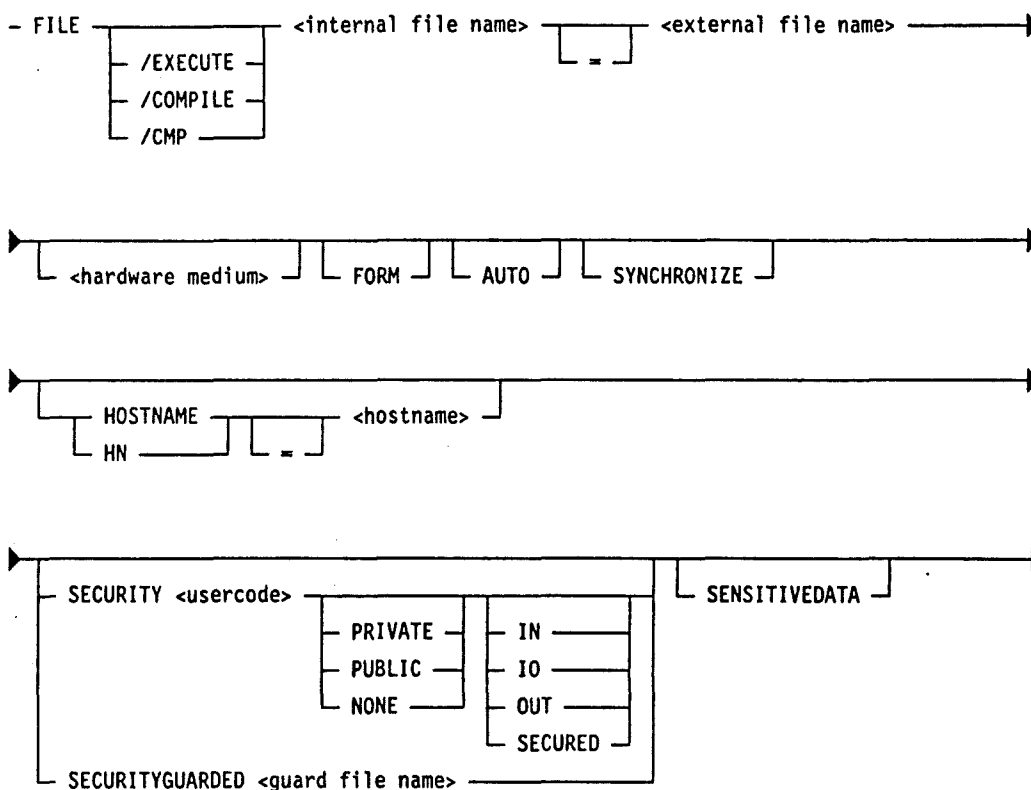 FILE <internal file name> <external file name>
/EXECUTE =
/COMPILE
/CMP
<hardware medium> FORM AUTO SYNCHRONIZE
HOSTNAME <hostname>
HN =
SECURITY <usercode> SENSITIVEDATA
PRIVATE IN
PUBLIC IO
NONE OUT
SECURED
SECURITYGUARDED <guard file name>